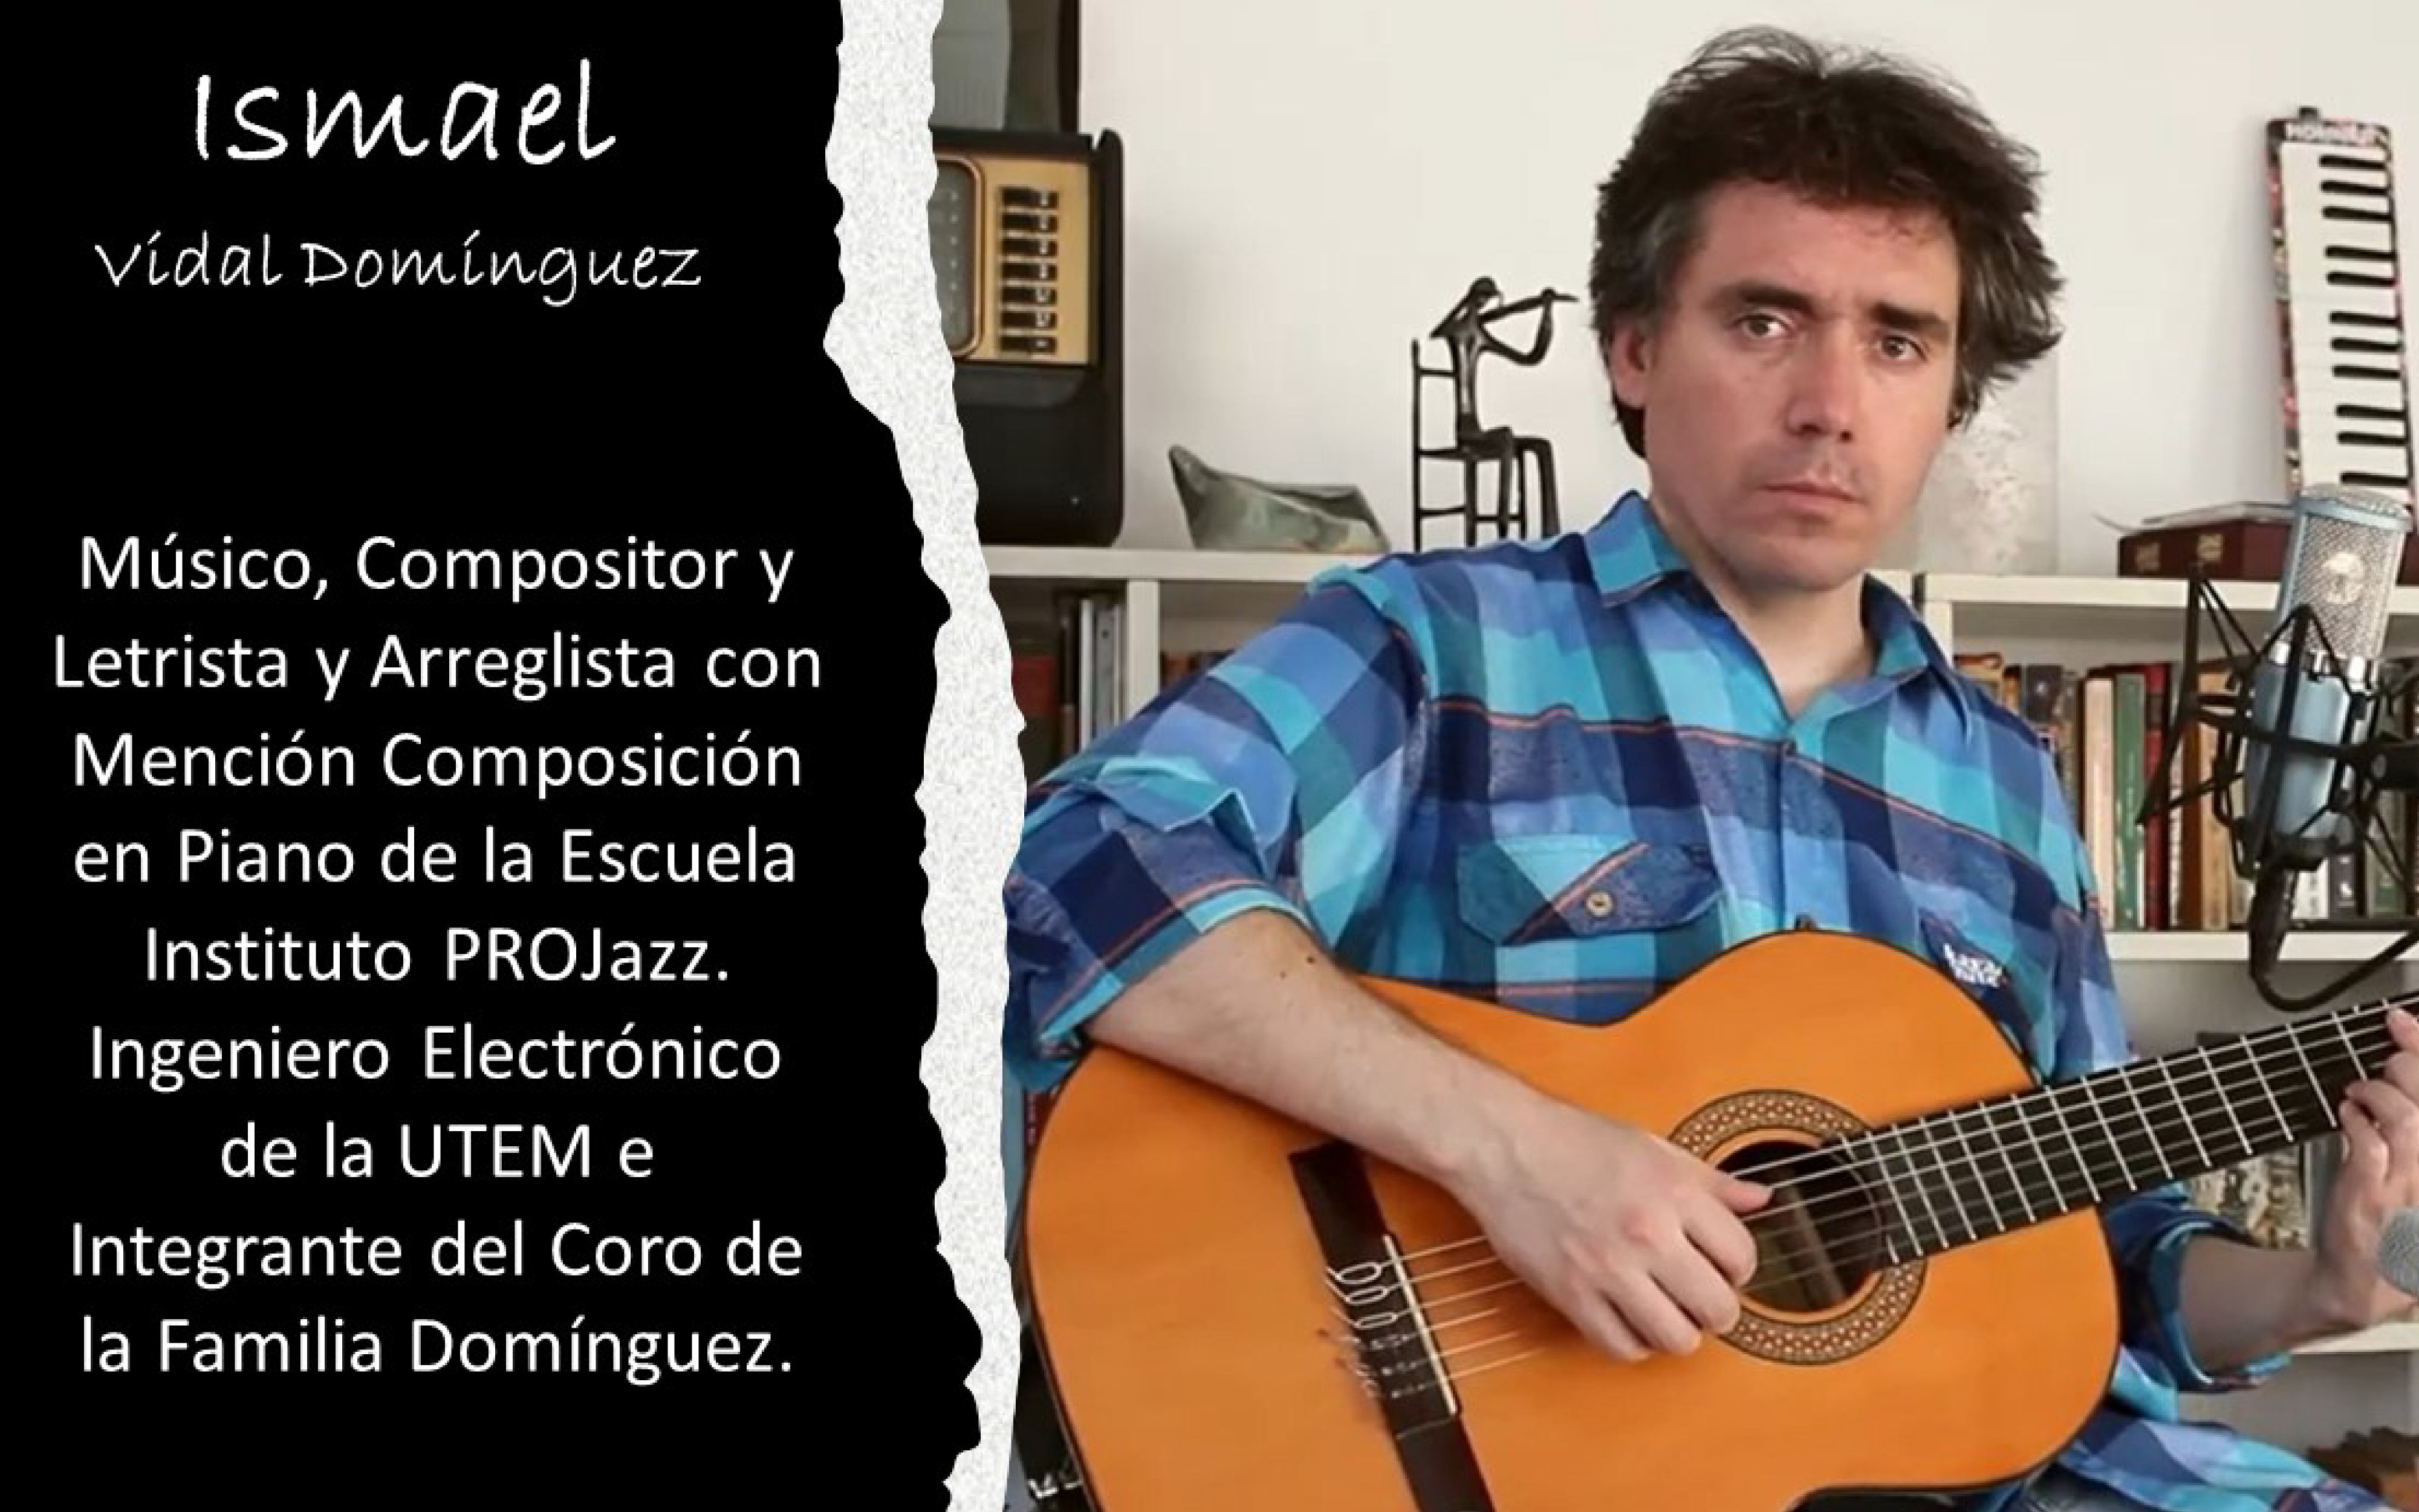 Ismael
Vidal Domínguez
Músico, Compositor y
Letrista y Arreglista con
Mención Composición
en Piano de la Escuela
Instituto PROJazz.
Ingeniero Electrónico
de la UTEM e
Integrante del Coro de
la Familia Domínguez.
HOHNER